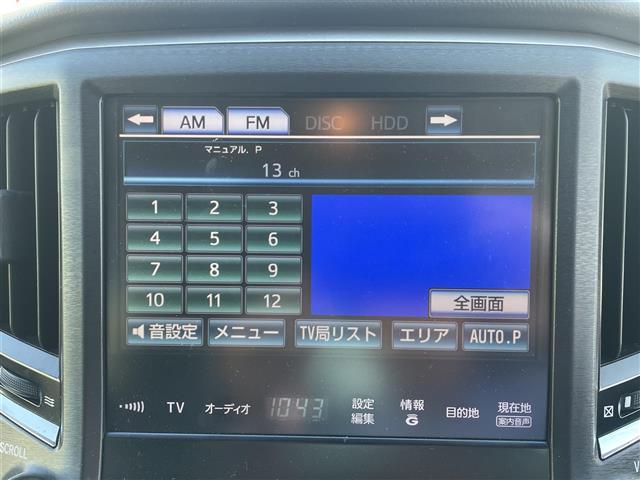 AM FM DISC HDD
マニュアル. P
13 ch
1 2 3
4 5 6
7 8 9
10 11 12
全画面
音設定 メニュー TV局リスト エリア AUTO.P
TV オーディオ 10:43 設定 編集 情報 G 目的地 現在地 案内音声
SCROLL
V